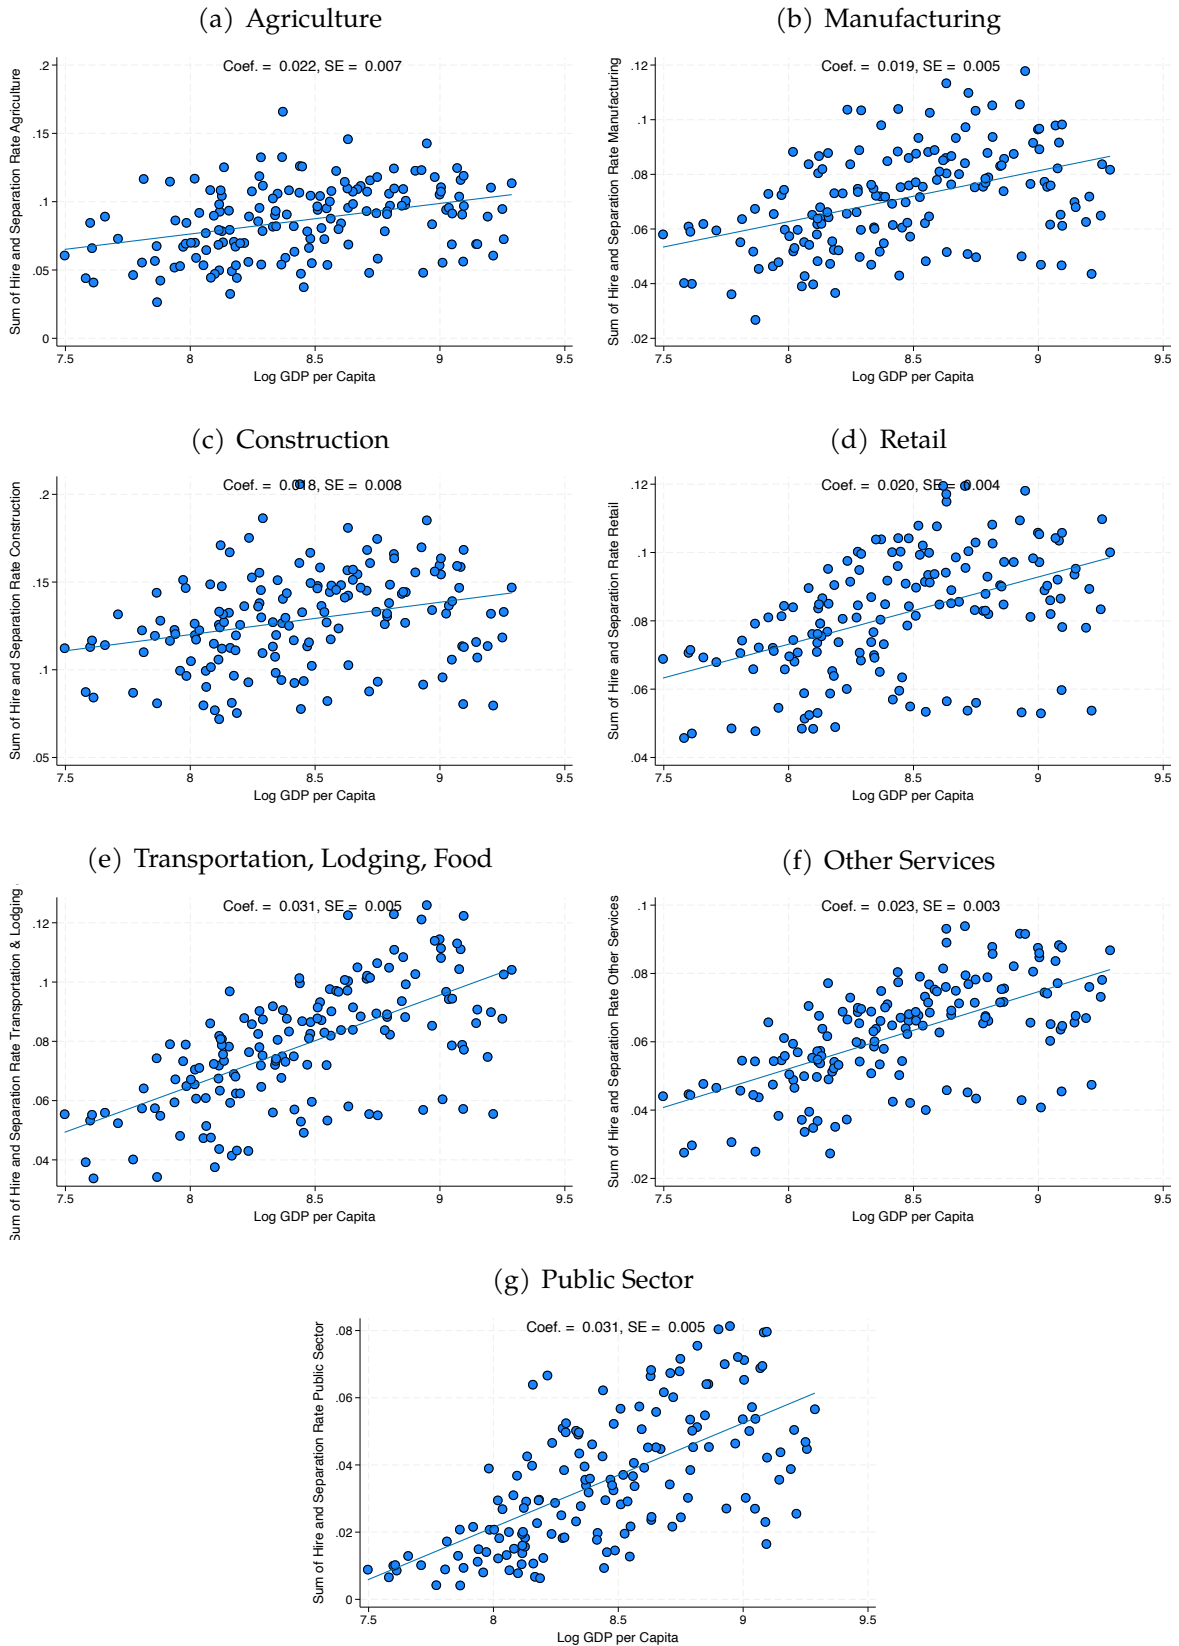 (a) Agriculture
Coef. = 0.022, SE = 0.007
Sum of Hire and Separation Rate Agriculture
.2
.15
.1
.05
0
7.5 8 8.5 9 9.5
Log GDP per Capita
(b) Manufacturing
Coef. = 0.019, SE = 0.005
Sum of Hire and Separation Rate Manufacturing
.12
.1
.08
.06
.04
.02
7.5 8 8.5 9 9.5
Log GDP per Capita
(c) Construction
Coef. = 0.018, SE = 0.008
Sum of Hire and Separation Rate Construction
.2
.15
.1
.05
7.5 8 8.5 9 9.5
Log GDP per Capita
(d) Retail
Coef. = 0.020, SE = 0.004
Sum of Hire and Separation Rate Retail
.12
.1
.08
.06
.04
7.5 8 8.5 9 9.5
Log GDP per Capita
(e) Transportation, Lodging, Food
Coef. = 0.031, SE = 0.005
Sum of Hire and Separation Rate Transportation & Lodging
.12
.1
.08
.06
.04
7.5 8 8.5 9 9.5
Log GDP per Capita
(f) Other Services
Coef. = 0.023, SE = 0.003
Sum of Hire and Separation Rate Other Services
.1
.08
.06
.04
.02
7.5 8 8.5 9 9.5
Log GDP per Capita
(g) Public Sector
Coef. = 0.031, SE = 0.005
Sum of Hire and Separation Rate Public Sector
.08
.06
.04
.02
0
7.5 8 8.5 9 9.5
Log GDP per Capita